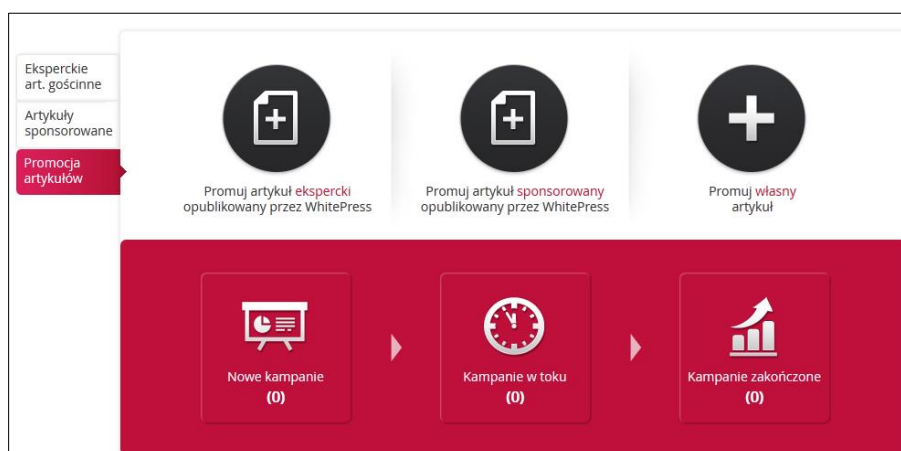 Eksperckie
art. gościnne
Artykuły
sponsorowane
Promocja
artykułów
Promuj artykuł ekspercki
opublikowany przez WhitePress
Promuj artykuł sponsorowany
opublikowany przez WhitePress
Promuj własny
artykuł
Nowe kampanie
(0)
Kampanie w toku
(0)
Kampanie zakończone
(0)